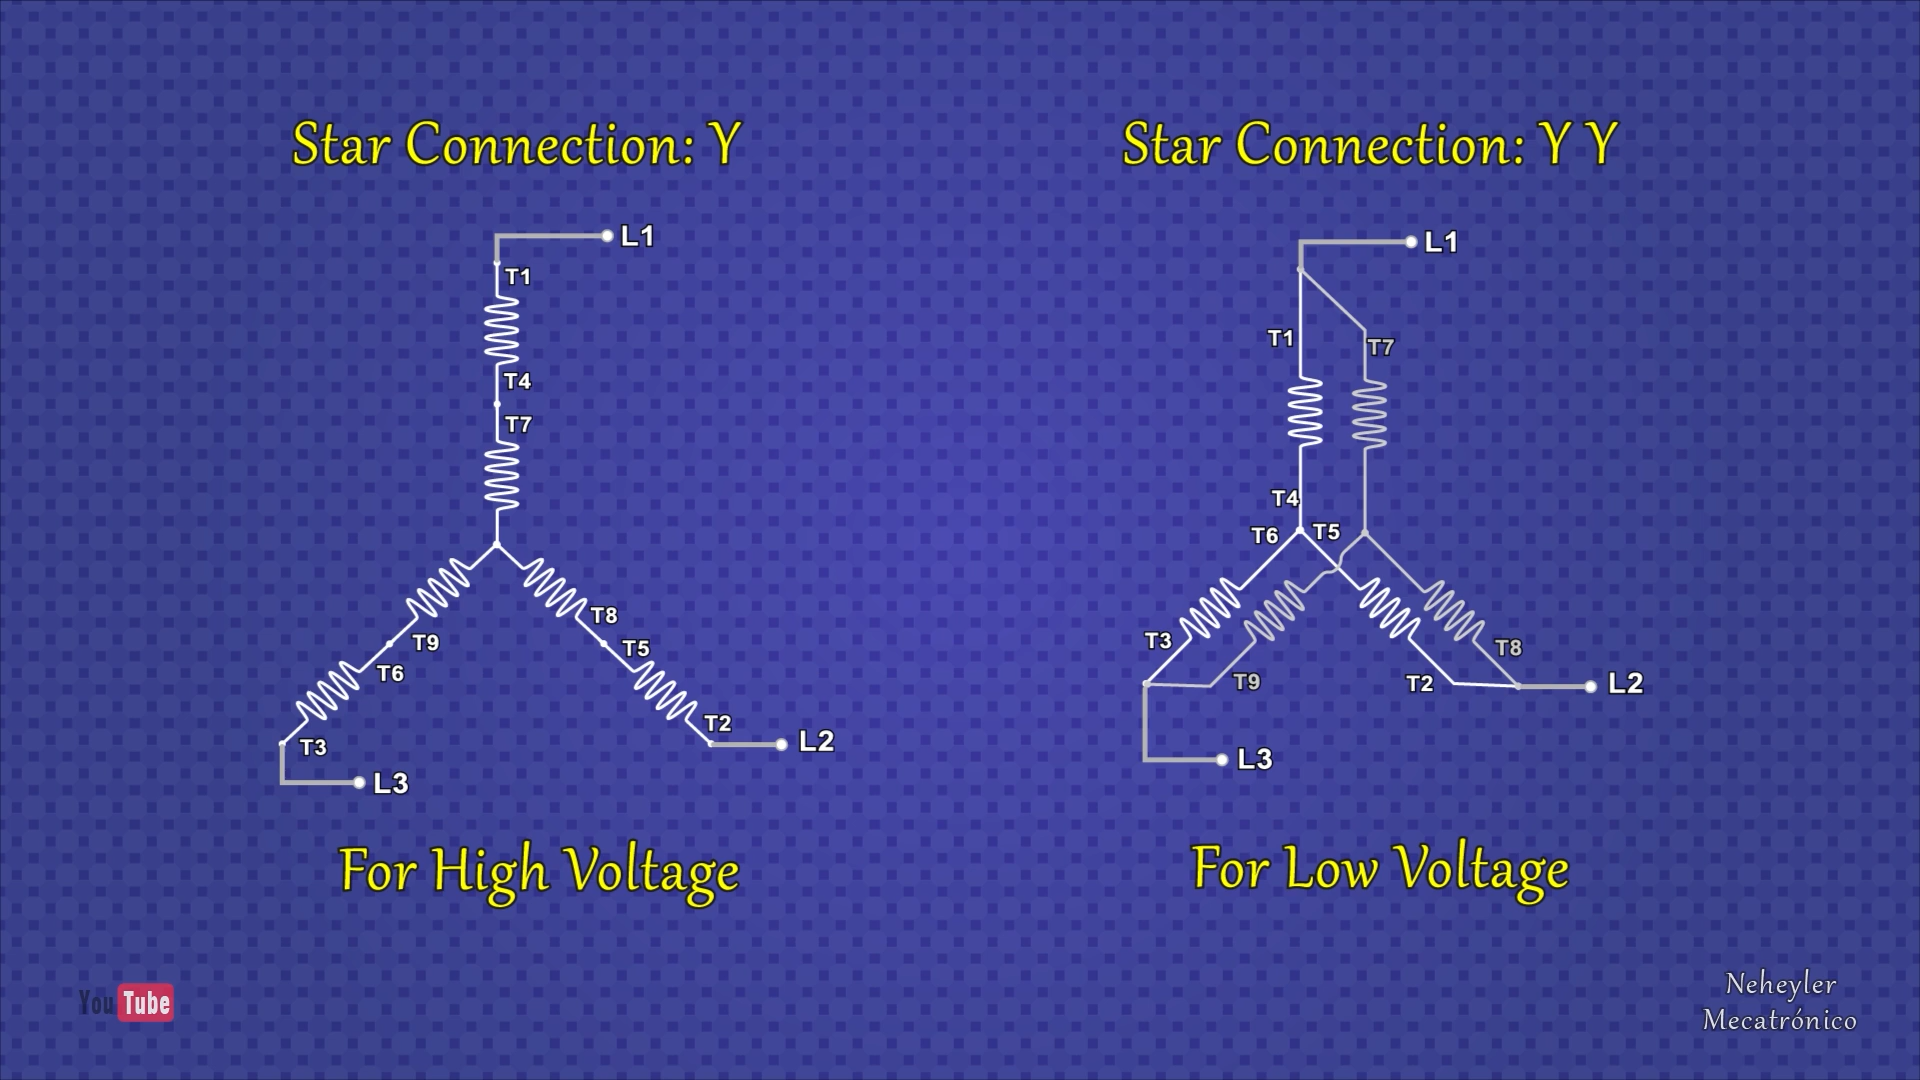 Star Connection: Y
L1
T1
T4
T7
T8
T9
T5
T6
T2
T3
L2
L3
For High Voltage
Star Connection: Y Y
L1
T1
T7
T4
T6
T5
T3
T8
T9
T2
L2
L3
For Low Voltage
YouTube
Neheyler
Mecatrónico